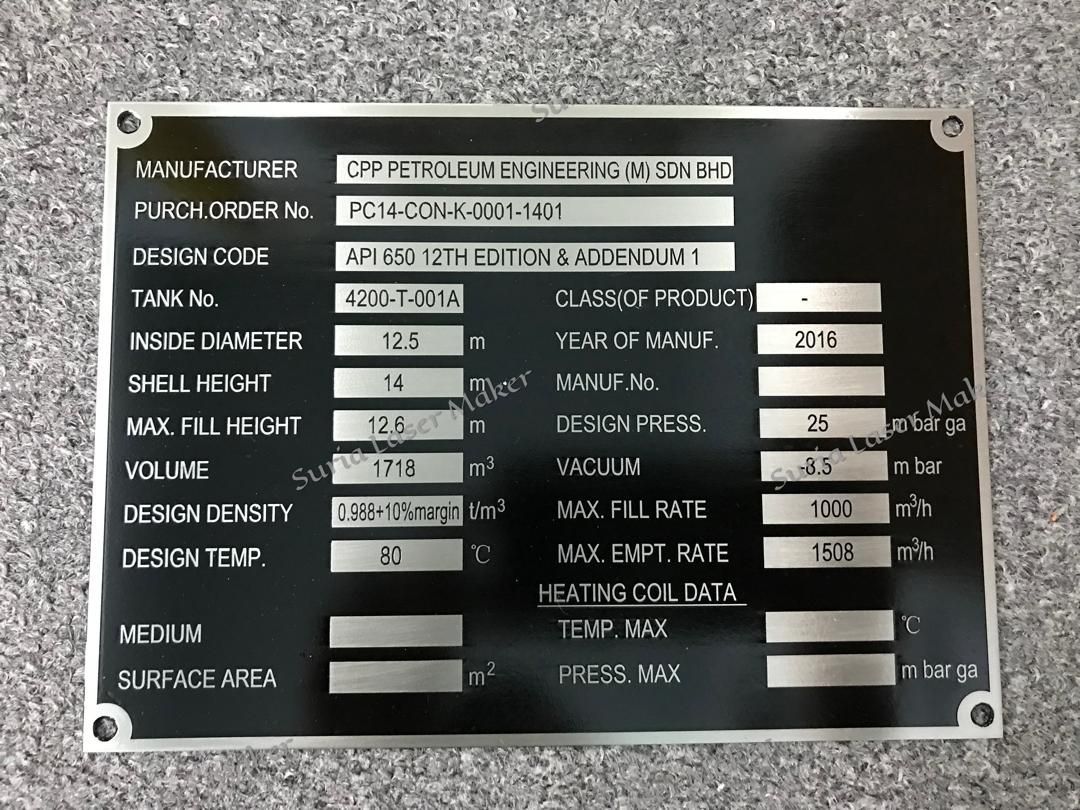 MANUFACTURER CPP PETROLEUM ENGINEERING (M) SDN BHD
PURCH.ORDER No. PC14-CON-K-0001-1401
DESIGN CODE API 650 12TH EDITION & ADDENDUM 1
TANK No. 4200-T-001A CLASS(OF PRODUCT) -
INSIDE DIAMETER 12.5 m YEAR OF MANUF. 2016
SHELL HEIGHT 14 m MANUF.No.
MAX. FILL HEIGHT 12.6 m DESIGN PRESS. 25 m bar ga
VOLUME 1718 m³ VACUUM -8.5 m bar
DESIGN DENSITY 0.988+10%margin t/m³ MAX. FILL RATE 1000 m³/h
DESIGN TEMP. 80 ℃ MAX. EMPT. RATE 1508 m³/h
HEATING COIL DATA
MEDIUM TEMP. MAX ℃
SURFACE AREA m² PRESS. MAX m bar ga
Suria Laser Maker
Suria Laser Mak